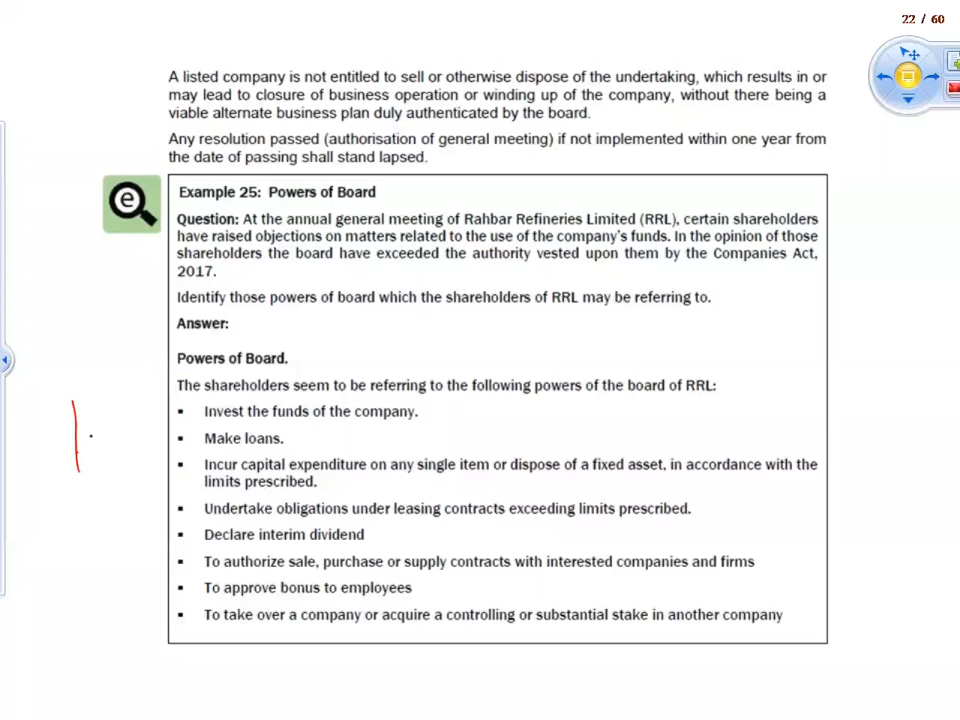 22 / 60
A listed company is not entitled to sell or otherwise dispose of the undertaking, which results in or
may lead to closure of business operation or winding up of the company, without there being a
viable alternate business plan duly authenticated by the board.
Any resolution passed (authorisation of general meeting) if not implemented within one year from
the date of passing shall stand lapsed.
e
Example 25: Powers of Board
Question: At the annual general meeting of Rahbar Refineries Limited (RRL), certain shareholders
have raised objections on matters related to the use of the company's funds. In the opinion of those
shareholders the board have exceeded the authority vested upon them by the Companies Act,
2017.
Identify those powers of board which the shareholders of RRL may be referring to.
Answer:
Powers of Board.
The shareholders seem to be referring to the following powers of the board of RRL:
▪ Invest the funds of the company.
▪ Make loans.
▪ Incur capital expenditure on any single item or dispose of a fixed asset, in accordance with the
limits prescribed.
▪ Undertake obligations under leasing contracts exceeding limits prescribed.
▪ Declare interim dividend
▪ To authorize sale, purchase or supply contracts with interested companies and firms
▪ To approve bonus to employees
▪ To take over a company or acquire a controlling or substantial stake in another company